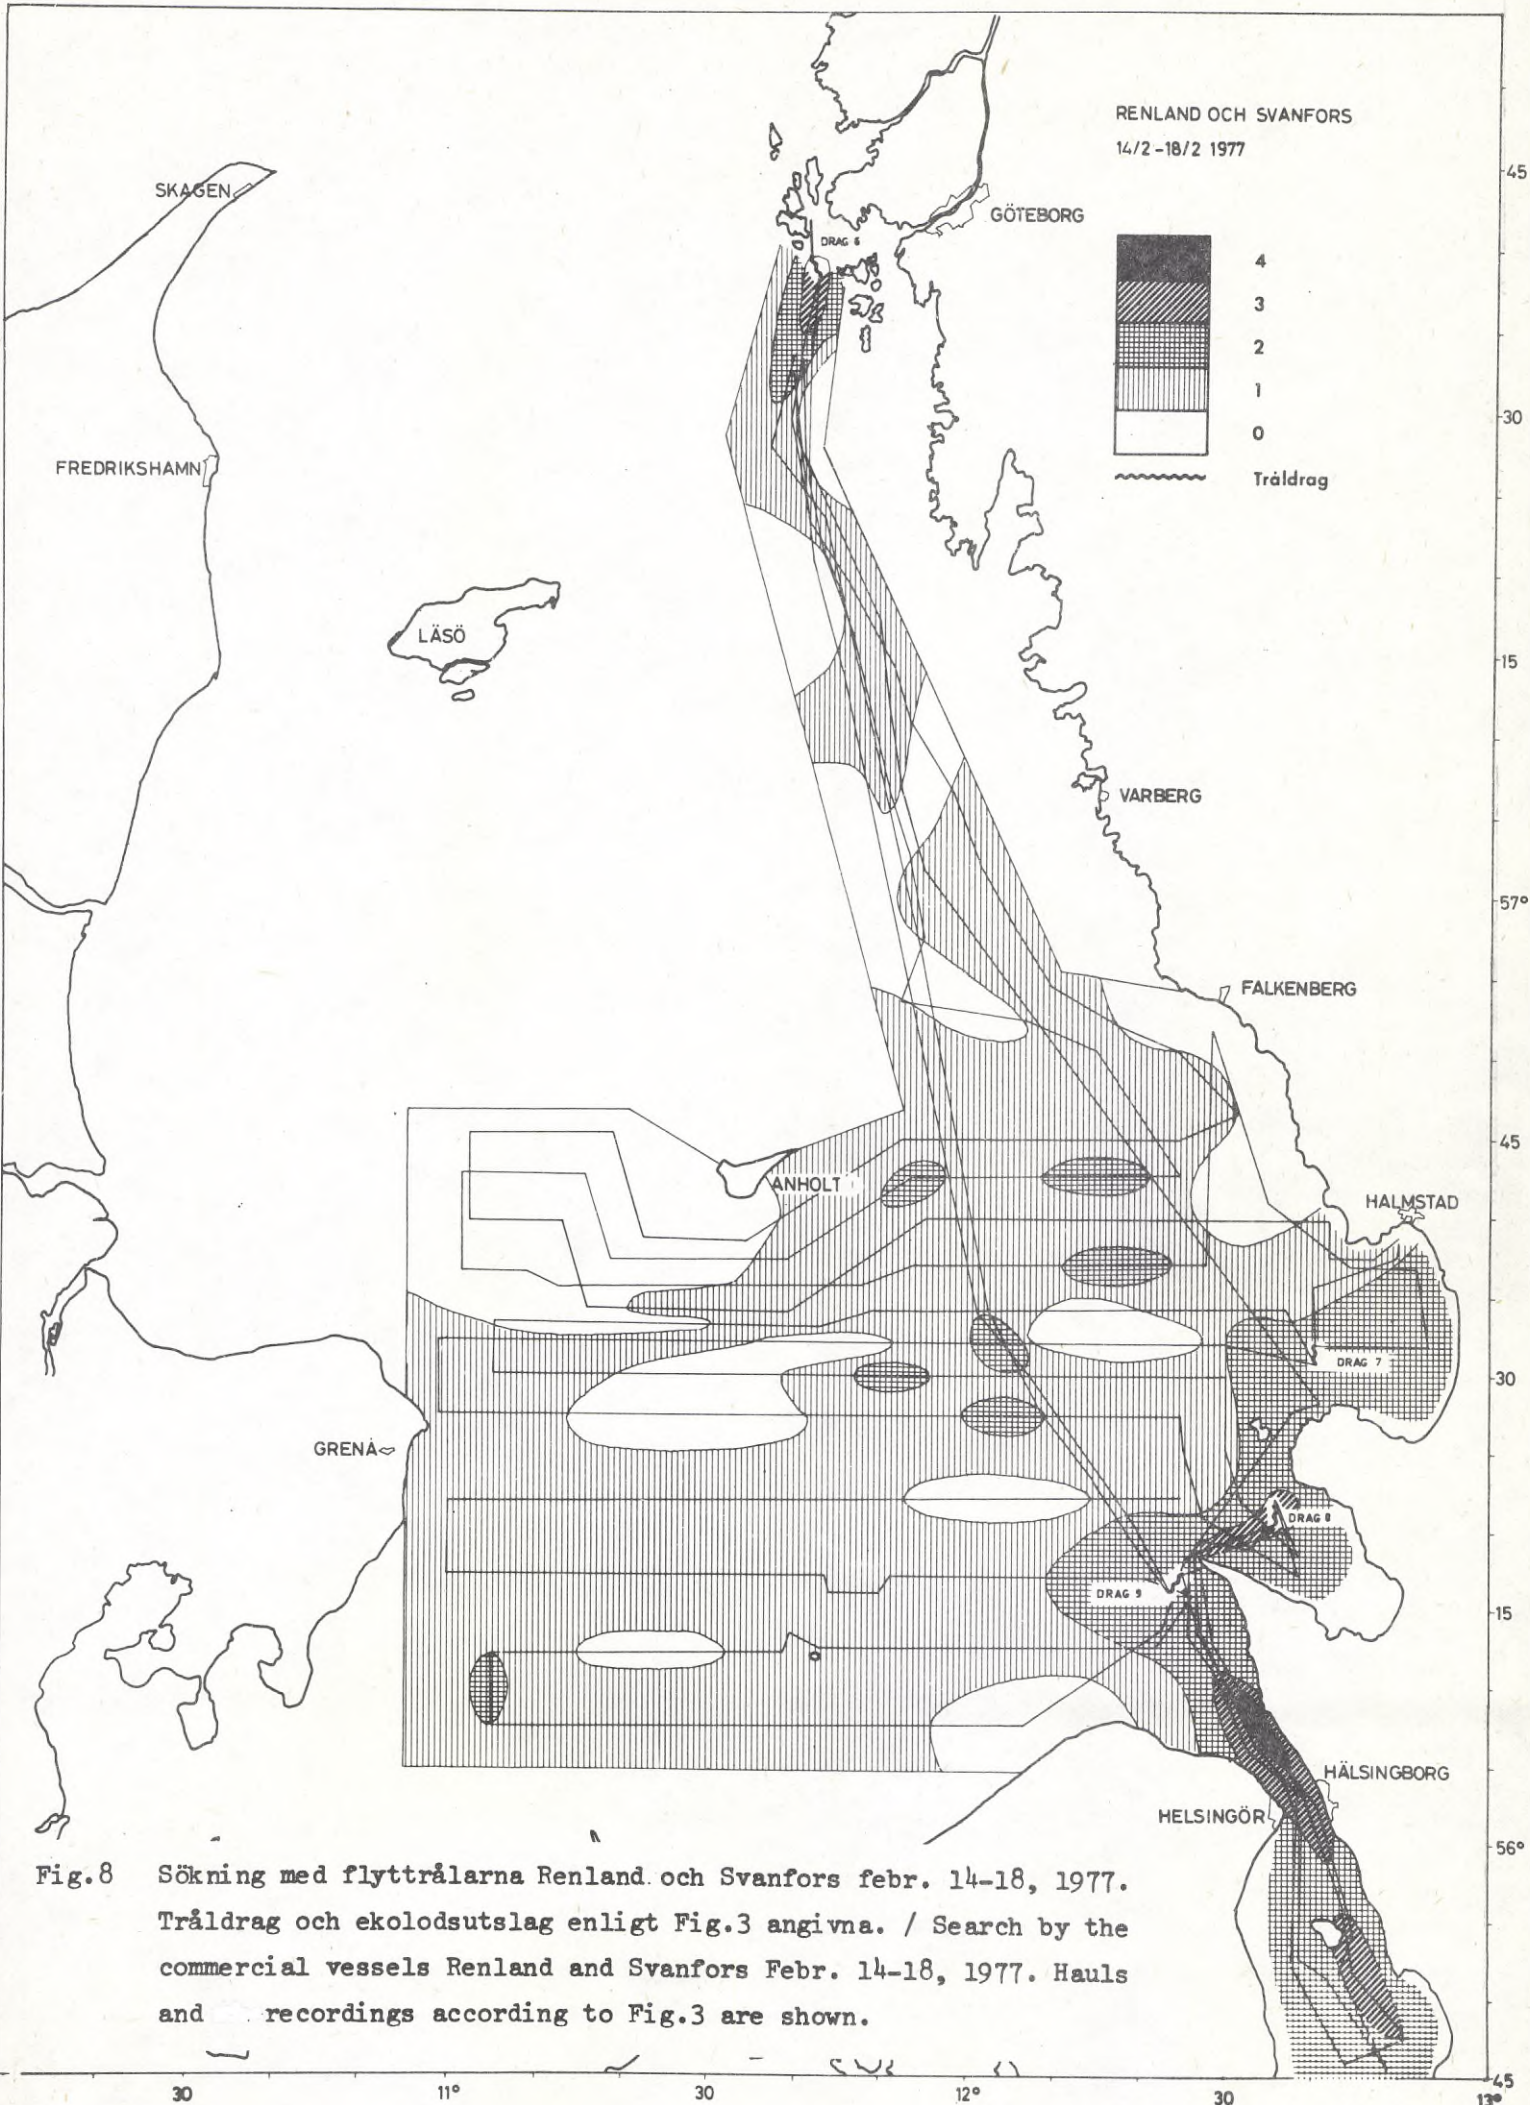 RENLAND OCH SVANFORS
14/2-18/2 1977
4
3
2
1
0
Tråldrag
SKAGEN
GÖTEBORG
DRAG 6
FREDRIKSHAMN
LÄSÖ
VARBERG
FALKENBERG
ANHOLT
HALMSTAD
DRAG 7
GRENÅ
DRAG 8
DRAG 9
HÄLSINGBORG
HELSINGÖR
45
30
15
57°
45
30
15
56°
45
30
11°
30
12°
30
13°
Fig.8 Sökning med flyttrålarna Renland och Svanfors febr. 14-18, 1977.
Tråldrag och ekolodsutslag enligt Fig.3 angivna. / Search by the
commercial vessels Renland and Svanfors Febr. 14-18, 1977. Hauls
and recordings according to Fig.3 are shown.